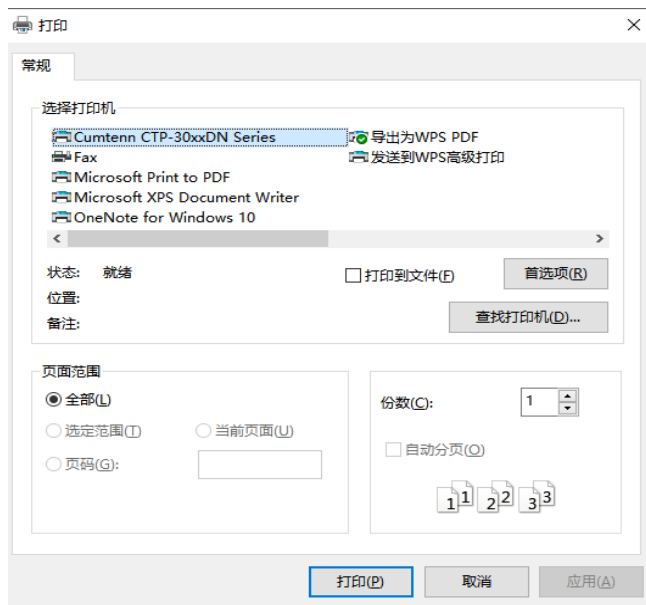 打印
常规
选择打印机
Cumtenn CTP-30xxDN Series
导出为WPS PDF
Fax
发送到WPS高级打印
Microsoft Print to PDF
Microsoft XPS Document Writer
OneNote for Windows 10
状态: 就绪
打印到文件(F)
首选项(R)
位置:
备注:
查找打印机(D)...
页面范围
全部(L)
选定范围(T)
当前页面(U)
页码(G):
份数(C):
1
自动分页(O)
1 1 2 2 3 3
打印(P)
取消
应用(A)